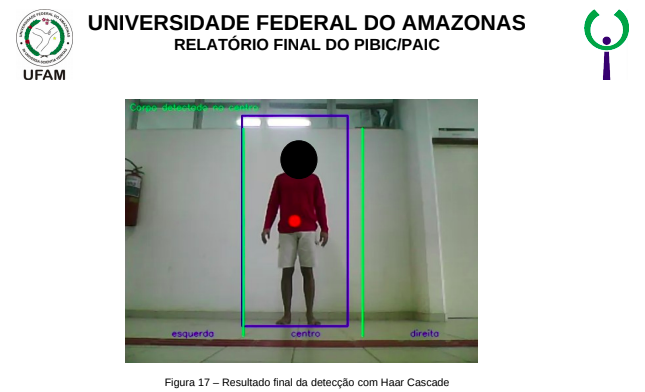 UNIVERSIDADE FEDERAL DO AMAZONAS
RELATÓRIO FINAL DO PIBIC/PAIC
UFAM
Corpo detectado no centro
esquerda
centro
direita
Figura 17 – Resultado final da detecção com Haar Cascade